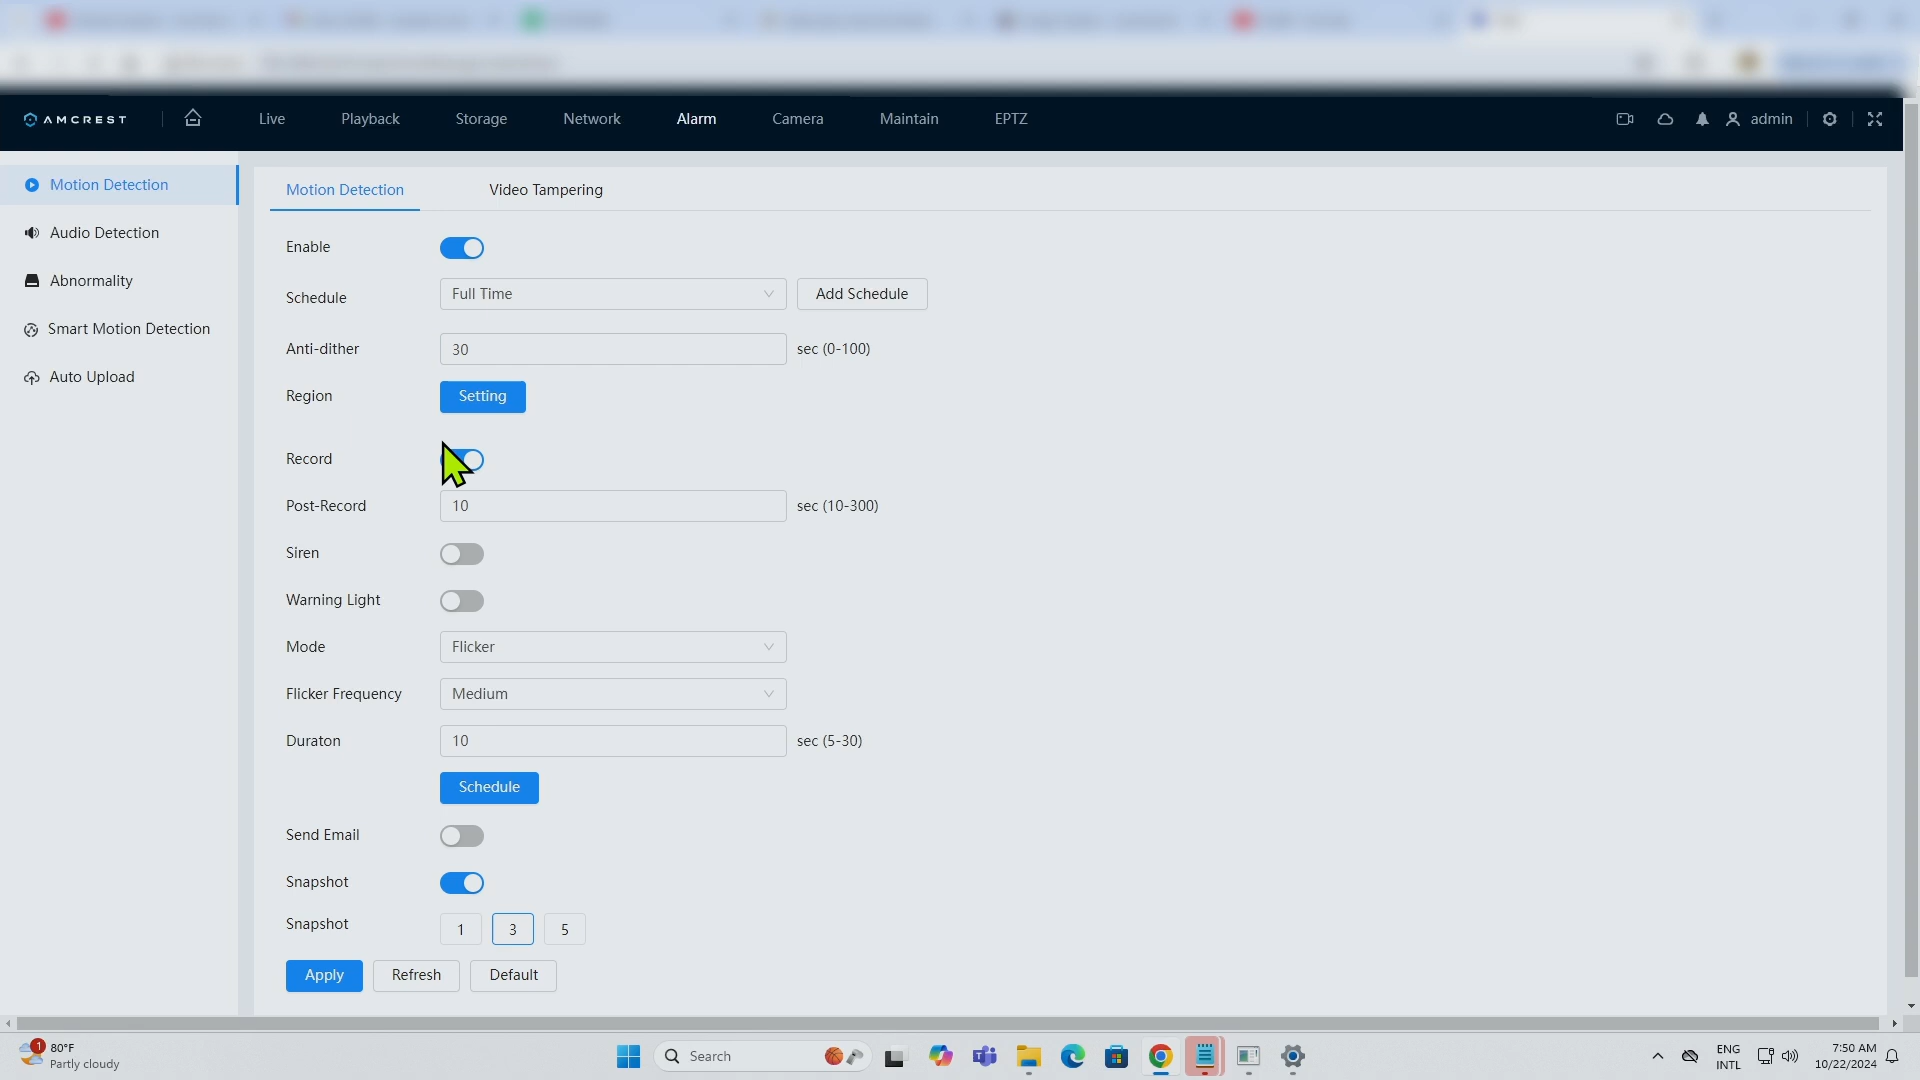 AMCREST Live Playback Storage Network Alarm Camera Maintain EPTZ admin
Motion Detection
Audio Detection
Abnormality
Smart Motion Detection
Auto Upload
Motion Detection Video Tampering
Enable
Schedule Full Time Add Schedule
Anti-dither 30 sec (0-100)
Region Setting
Record
Post-Record 10 sec (10-300)
Siren
Warning Light
Mode Flicker
Flicker Frequency Medium
Duraton 10 sec (5-30)
Schedule
Send Email
Snapshot
Snapshot 1 3 5
Apply Refresh Default
1 80°F
Partly cloudy
Search
ENG
INTL
7:50 AM
10/22/2024